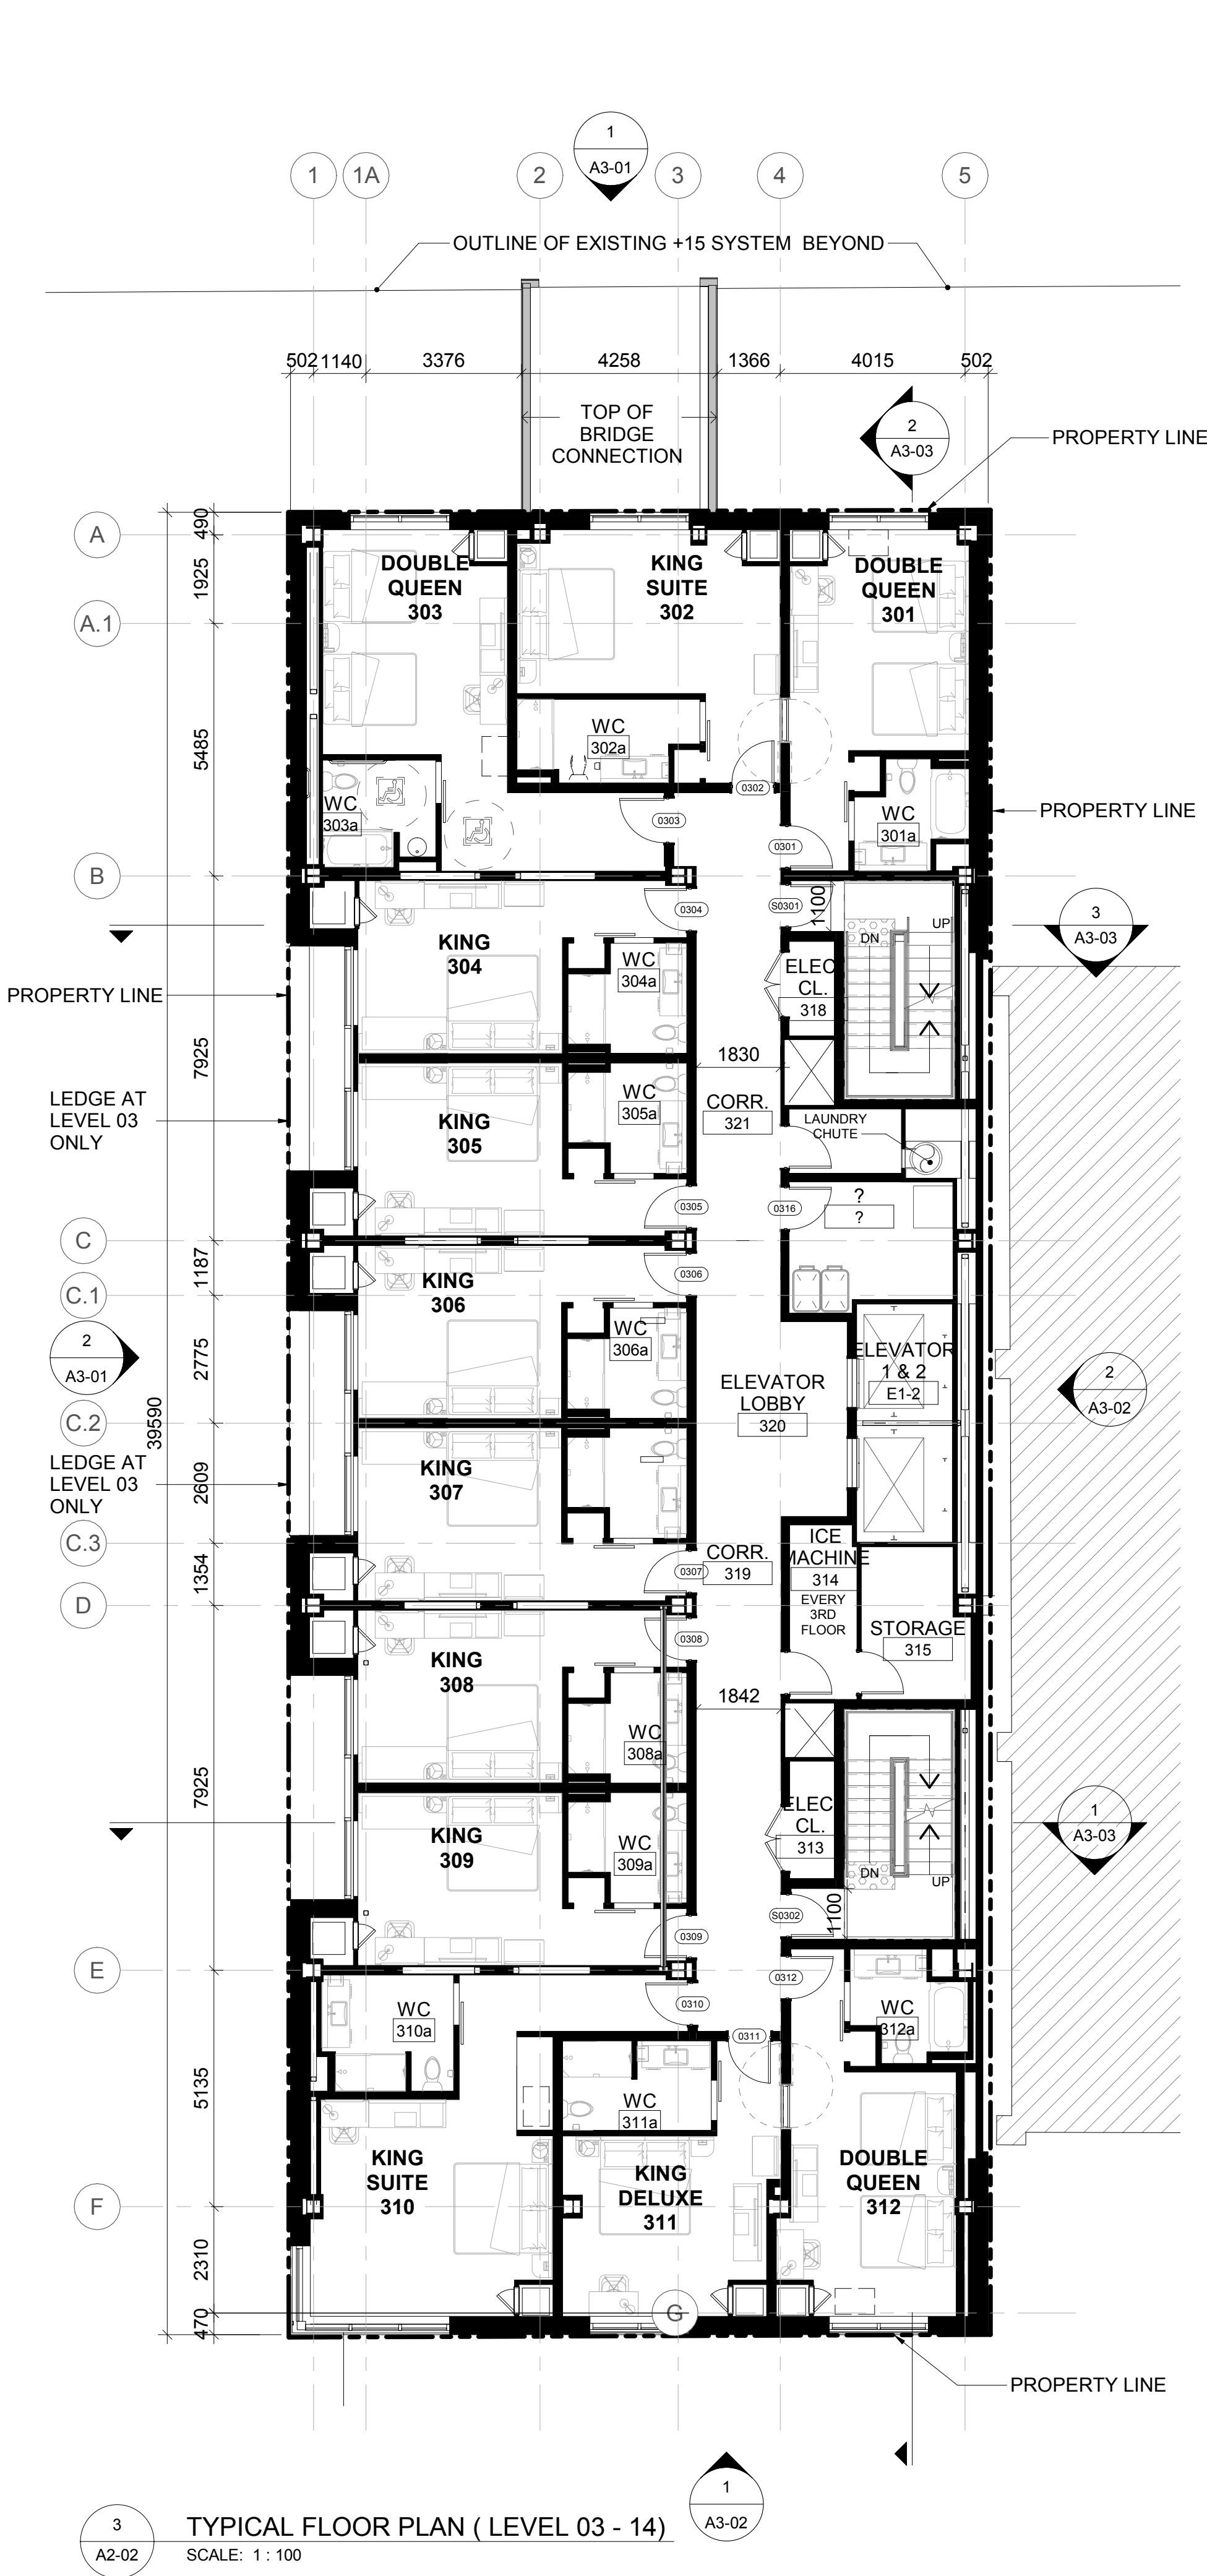 1
A3-01
1
1A
2
3
4
5
OUTLINE OF EXISTING +15 SYSTEM BEYOND
502
1140
3376
4258
1366
4015
502
TOP OF
BRIDGE
CONNECTION
2
A3-03
PROPERTY LINE
490
A
DOUBLE
QUEEN
303
KING
SUITE
302
DOUBLE
QUEEN
301
1925
A.1
5485
WC
302a
0302
WC
303a
0303
WC
301a
PROPERTY LINE
0301
B
0304
S0301
1100
3
A3-03
DN
UP
KING
304
WC
304a
ELEC
CL.
318
PROPERTY LINE
7925
1830
LEDGE AT
LEVEL 03
ONLY
KING
305
WC
305a
CORR.
321
LAUNDRY
CHUTE
0305
0316
?
?
C
1187
0306
KING
306
C.1
2
A3-01
2775
WC
306a
ELEVATOR
1 & 2
E1-2
ELEVATOR
LOBBY
320
2
A3-02
C.2
39590
LEDGE AT
LEVEL 03
ONLY
2609
KING
307
C.3
1354
0307
CORR.
319
ICE
MACHINE
314
EVERY
3RD
FLOOR
D
0308
STORAGE
315
KING
308
1842
WC
308a
7925
KING
309
WC
309a
ELEC
CL.
313
1
A3-03
DN
UP
S0302
1100
0309
E
0312
0310
WC
310a
0311
WC
312a
5135
WC
311a
KING
SUITE
310
KING
DELUXE
311
DOUBLE
QUEEN
312
F
2310
G
470
PROPERTY LINE
1
A3-02
3
A2-02
TYPICAL FLOOR PLAN ( LEVEL 03 - 14)
SCALE: 1 : 100